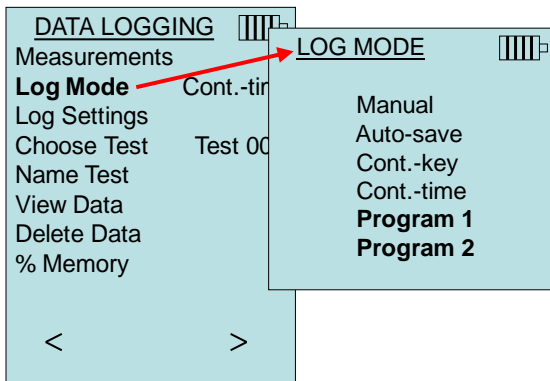 DATA LOGGING
Measurements
Log Mode
Log Settings
Choose Test Test
Name Test
View Data
Delete Data
% Memory
< >
LOG MODE
Manual
Auto-save
Cont.-key
Cont.-time
Program 1
Program 2